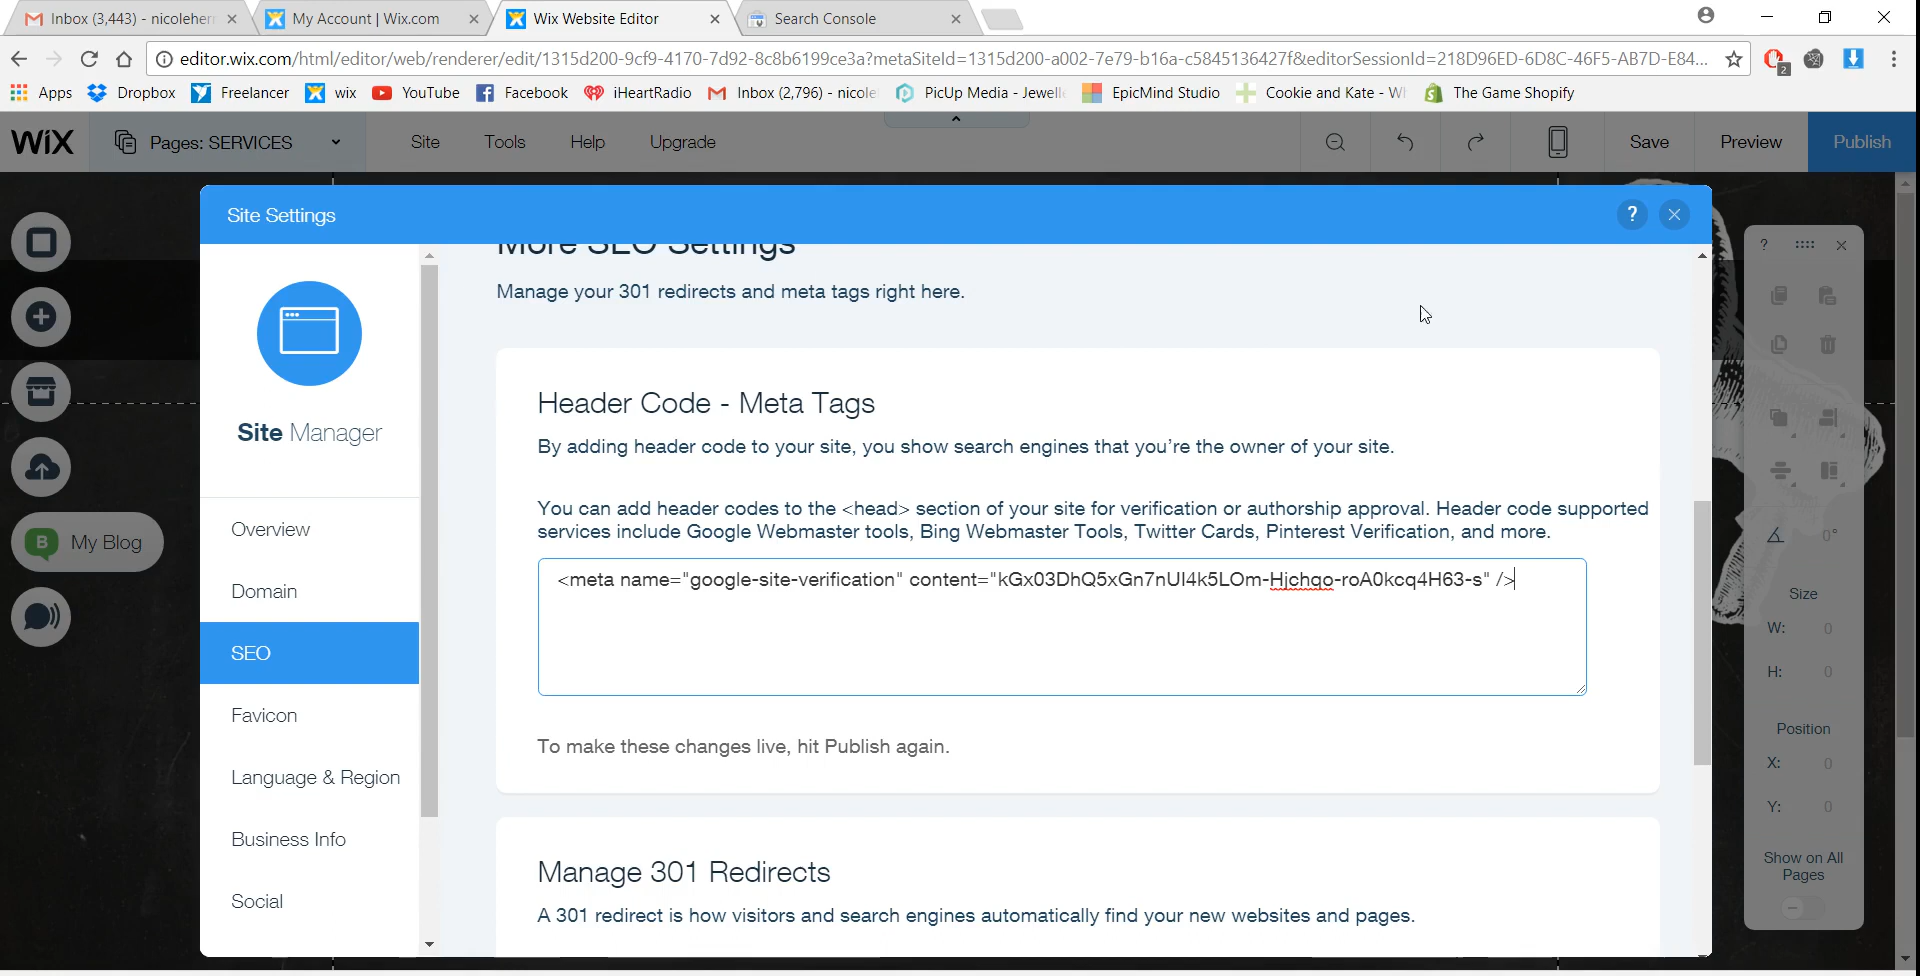 Inbox (3,443) - nicoleher
My Account | Wix.com
Wix Website Editor
Search Console
editor.wix.com/html/editor/web/renderer/edit/1315d200-9cf9-4170-7d92-8c8b6199ce3a?metaSiteId=1315d200-a002-7e79-b16a-c5845136427f&editorSessionId=218D96ED-6D8C-46F5-AB7D-E84...
2
Apps
Dropbox
Freelancer
wix
YouTube
Facebook
iHeartRadio
Inbox (2,796) - nicole
PicUp Media - Jewell
EpicMind Studio
Cookie and Kate - W
The Game Shopify
WiX
Pages: SERVICES
Site
Tools
Help
Upgrade
Save
Preview
Publish
Site Settings
?
More SEO Settings
Manage your 301 redirects and meta tags right here.
Site Manager
Header Code - Meta Tags
By adding header code to your site, you show search engines that you're the owner of your site.
You can add header codes to the <head> section of your site for verification or authorship approval. Header code supported
services include Google Webmaster tools, Bing Webmaster Tools, Twitter Cards, Pinterest Verification, and more.
<meta name="google-site-verification" content="kGx03DhQ5xGn7nUI4k5LOm-Hjchqo-roA0kcq4H63-s" />
To make these changes live, hit Publish again.
Manage 301 Redirects
A 301 redirect is how visitors and search engines automatically find your new websites and pages.
Overview
Domain
SEO
Favicon
Language & Region
Business Info
Social
B
My Blog
?
0°
Size
W: 0
H: 0
Position
X: 0
Y: 0
Show on All
Pages